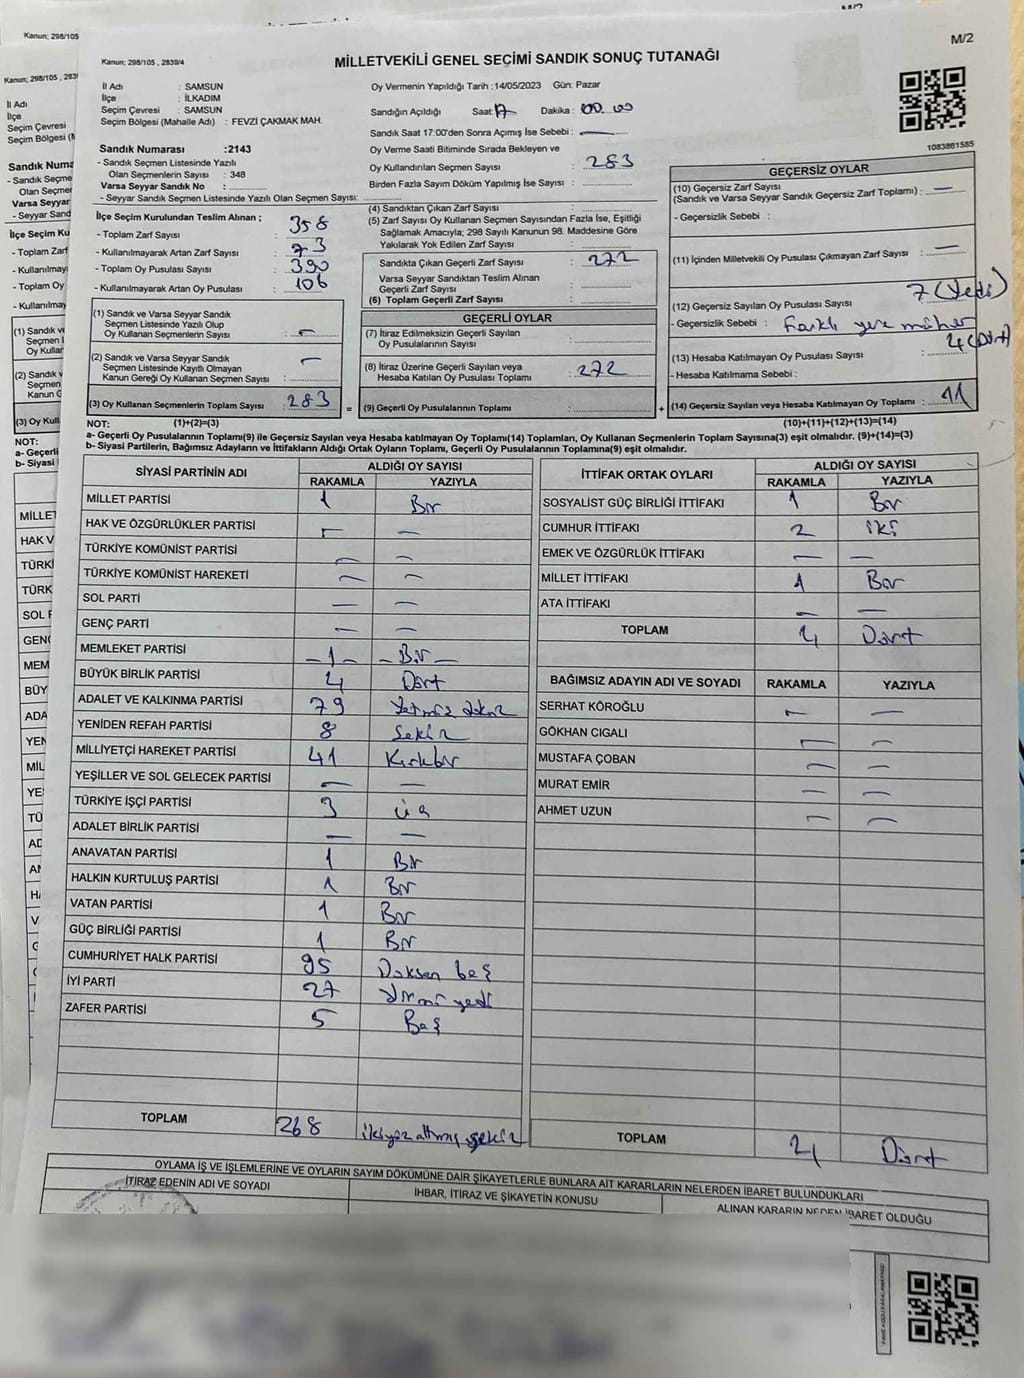 M/2
Kanun; 298/105
Kanun; 298/105 , 2839/4
MİLLETVEKİLİ GENEL SEÇİMİ SANDIK SONUÇ TUTANAĞI
M/2
İl Adı : SAMSUN
İlçe : İLKADIM
Seçim Çevresi : SAMSUN
Seçim Bölgesi (Mahalle Adı) : FEVZİ ÇAKMAK MAH.
Oy Vermenin Yapıldığı Tarih :14/05/2023 Gün: Pazar
Sandığın Açıldığı Saat: 17 Dakika : 00.00
Sandık Saat 17:00'den Sonra Açımış İse Sebebi : —
1083861585
Sandık Numarası :2143
- Sandık Seçmen Listesinde Yazılı
Olan Seçmenlerin Sayısı : 348
Varsa Seyyar Sandık No :
- Seyyar Sandık Seçmen Listesinde Yazılı Olan Seçmen Sayısı:
Oy Verme Saati Bitiminde Sırada Bekleyen ve
Oy Kullandırılan Seçmen Sayısı : 283
Birden Fazla Sayım Döküm Yapılmış İse Sayısı :
İlçe Seçim Kurulundan Teslim Alınan ;
- Toplam Zarf Sayısı : 358
- Kullanılmayarak Artan Zarf Sayısı : 73
- Toplam Oy Pusulası Sayısı : 390
- Kullanılmayarak Artan Oy Pusulası : 106
(4) Sandıktan Çıkan Zarf Sayısı :
(5) Zarf Sayısı Oy Kullanan Seçmen Sayısından Fazla İse, Eşitliği
Sağlamak Amacıyla; 298 Sayılı Kanunun 98. Maddesine Göre
Yakılarak Yok Edilen Zarf Sayısı :
Sandıkta Çıkan Geçerli Zarf Sayısı : 272
Varsa Seyyar Sandıktan Teslim Alınan
Geçerli Zarf Sayısı :
(6) Toplam Geçerli Zarf Sayısı :
(1) Sandık ve Varsa Seyyar Sandık
Seçmen Listesinde Yazılı Olup
Oy Kullanan Seçmenlerin Sayısı : —
(2) Sandık ve Varsa Seyyar Sandık
Seçmen Listesinde Kayıtlı Olmayan
Kanun Gereği Oy Kullanan Seçmen Sayısı : —
(3) Oy Kullanan Seçmenlerin Toplam Sayısı : 283
=
GEÇERLİ OYLAR
(7) İtiraz Edilmeksizin Geçerli Sayılan
Oy Pusulalarının Sayısı :
(8) İtiraz Üzerine Geçerli Sayılan veya
Hesaba Katılan Oy Pusulası Toplamı : 272
(9) Geçerli Oy Pusulalarının Toplamı :
+
GEÇERSİZ OYLAR
(10) Geçersiz Zarf Sayısı
(Sandık ve Varsa Seyyar Sandık Geçersiz Zarf Toplamı) : —
- Geçersizlik Sebebi :
(11) İçinden Milletvekili Oy Pusulası Çıkmayan Zarf Sayısı : —
(12) Geçersiz Sayılan Oy Pusulası Sayısı : 7 (Yedi)
- Geçersizlik Sebebi : Farklı yere mühür
(13) Hesaba Katılmayan Oy Pusulası Sayısı : 4 (Dört)
- Hesaba Katılmama Sebebi :
(14) Geçersiz Sayılan veya Hesaba Katılmayan Oy Toplamı : 11
NOT: (1)+(2)=(3) (10)+(11)+(12)+(13)=(14)
a- Geçerli Oy Pusulalarının Toplamı(9) ile Geçersiz Sayılan veya Hesaba katılmayan Oy Toplamı(14) Toplamları, Oy Kullanan Seçmenlerin Toplam Sayısına(3) eşit olmalıdır. (9)+(14)=(3)
b- Siyasi Partilerin, Bağımsız Adayların ve İttifakların Aldığı Ortak Oyların Toplamı, Geçerli Oy Pusulalarının Toplamına(9) eşit olmalıdır.
SİYASİ PARTİNİN ADI ALDIĞI OY SAYISI
RAKAMLA YAZIYLA
MİLLET PARTİSİ 1 Bir
HAK VE ÖZGÜRLÜKLER PARTİSİ — —
TÜRKİYE KOMÜNİST PARTİSİ — —
TÜRKİYE KOMÜNİST HAREKETİ — —
SOL PARTİ — —
GENÇ PARTİ — —
MEMLEKET PARTİSİ –1– –Bir–
BÜYÜK BİRLİK PARTİSİ 4 Dört
ADALET VE KALKINMA PARTİSİ 79 Yetmiş dokuz
YENİDEN REFAH PARTİSİ 8 Sekiz
MİLLİYETÇİ HAREKET PARTİSİ 41 Kırkbir
YEŞİLLER VE SOL GELECEK PARTİSİ — —
TÜRKİYE İŞÇİ PARTİSİ 3 üç
ADALET BİRLİK PARTİSİ — —
ANAVATAN PARTİSİ 1 Bir
HALKIN KURTULUŞ PARTİSİ 1 Bir
VATAN PARTİSİ 1 Bir
GÜÇ BİRLİĞİ PARTİSİ 1 Bir
CUMHURİYET HALK PARTİSİ 95 Doksan beş
İYİ PARTİ 27 Yirmi yedi
ZAFER PARTİSİ 5 Beş
TOPLAM 268 ikiyüz altmış sekiz
İTTİFAK ORTAK OYLARI ALDIĞI OY SAYISI
RAKAMLA YAZIYLA
SOSYALİST GÜÇ BİRLİĞİ İTTİFAKI 1 Bir
CUMHUR İTTİFAKI 2 iki
EMEK VE ÖZGÜRLÜK İTTİFAKI — —
MİLLET İTTİFAKI 1 Bir
ATA İTTİFAKI — —
TOPLAM 4 Dört
BAĞIMSIZ ADAYIN ADI VE SOYADI RAKAMLA YAZIYLA
SERHAT KÖROĞLU — —
GÖKHAN CIGALI — —
MUSTAFA ÇOBAN — —
MURAT EMİR — —
AHMET UZUN — —
TOPLAM 4 Dört
OYLAMA İŞ VE İŞLEMLERİNE VE OYLARIN SAYIM DÖKÜMÜNE DAİR ŞİKAYETLERLE BUNLARA AİT KARARLARIN NELERDEN İBARET BULUNDUKLARI
İTİRAZ EDENİN ADI VE SOYADI İHBAR, İTİRAZ VE ŞİKAYETİN KONUSU ALINAN KARARIN NEDEN İBARET OLDUĞU